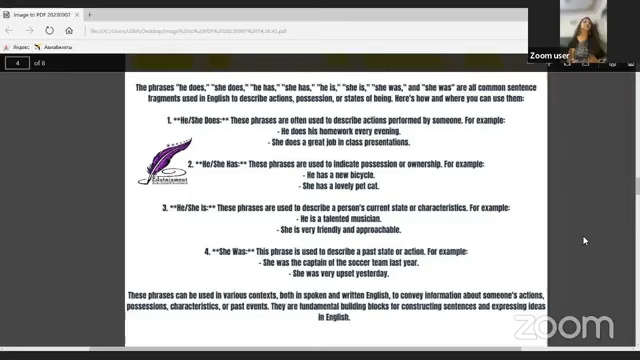 Image to PDF 20230907
file:///C:/Users/
Яндекс
Авиабилеты
Zoom user
4 of 8
The phrases "he does," "she does," "he has," "she has," "he is," "she is," "she was," and "she was" are all common sentence
fragments used in English to describe actions, possession, or states of being. Here's how and where you can use them:
1. **He/She Does:** These phrases are often used to describe actions performed by someone. For example:
- He does his homework every evening.
- She does a great job in class presentations.
2. **He/She Has:** These phrases are used to indicate possession or ownership. For example:
- He has a new bicycle.
- She has a lovely pet cat.
3. **He/She Is:** These phrases are used to describe a person's current state or characteristics. For example:
- He is a talented musician.
- She is very friendly and approachable.
4. **She Was:** This phrase is used to describe a past state or action. For example:
- She was the captain of the soccer team last year.
- She was very upset yesterday.
These phrases can be used in various contexts, both in spoken and written English, to convey information about someone's actions,
possessions, characteristics, or past events. They are fundamental building blocks for constructing sentences and expressing ideas
in English.
zoom